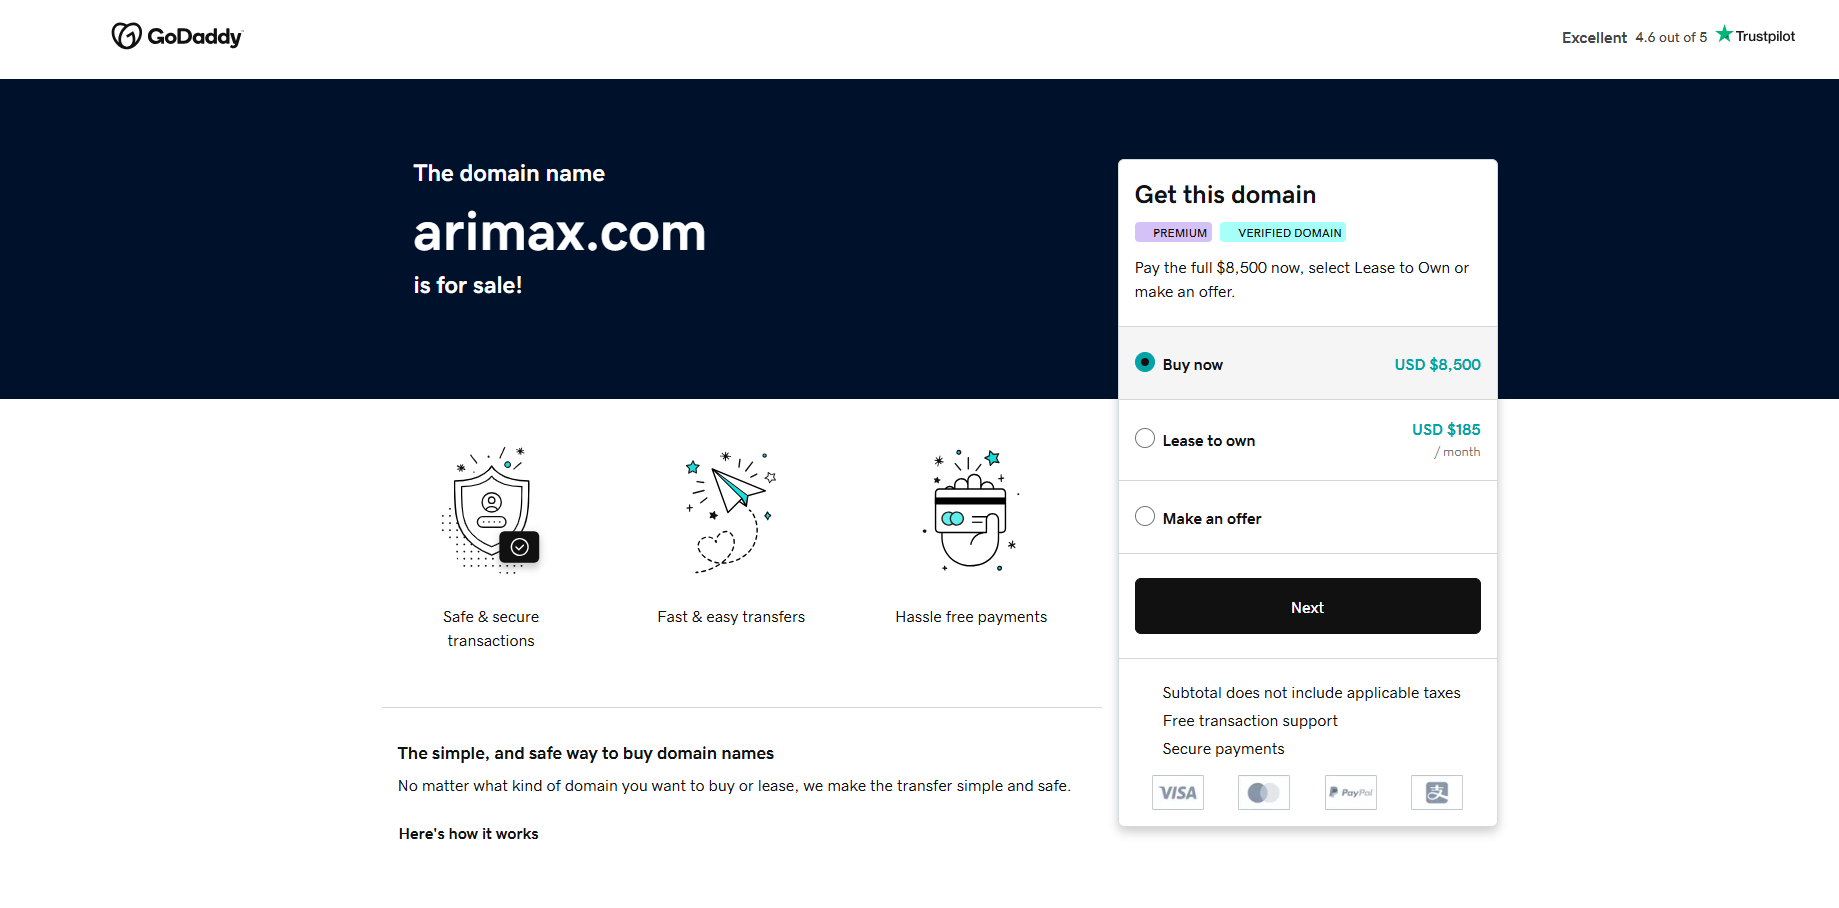 GoDaddy
Excellent 4.6 out of 5 Trustpilot
The domain name
arimax.com
is for sale!
Get this domain
PREMIUM VERIFIED DOMAIN
Pay the full $8,500 now, select Lease to Own or
make an offer.
Buy now USD $8,500
Lease to own USD $185
/ month
Make an offer
Next
Safe & secure
transactions
Fast & easy transfers
Hassle free payments
Subtotal does not include applicable taxes
Free transaction support
Secure payments
VISA PayPal 支
The simple, and safe way to buy domain names
No matter what kind of domain you want to buy or lease, we make the transfer simple and safe.
Here's how it works